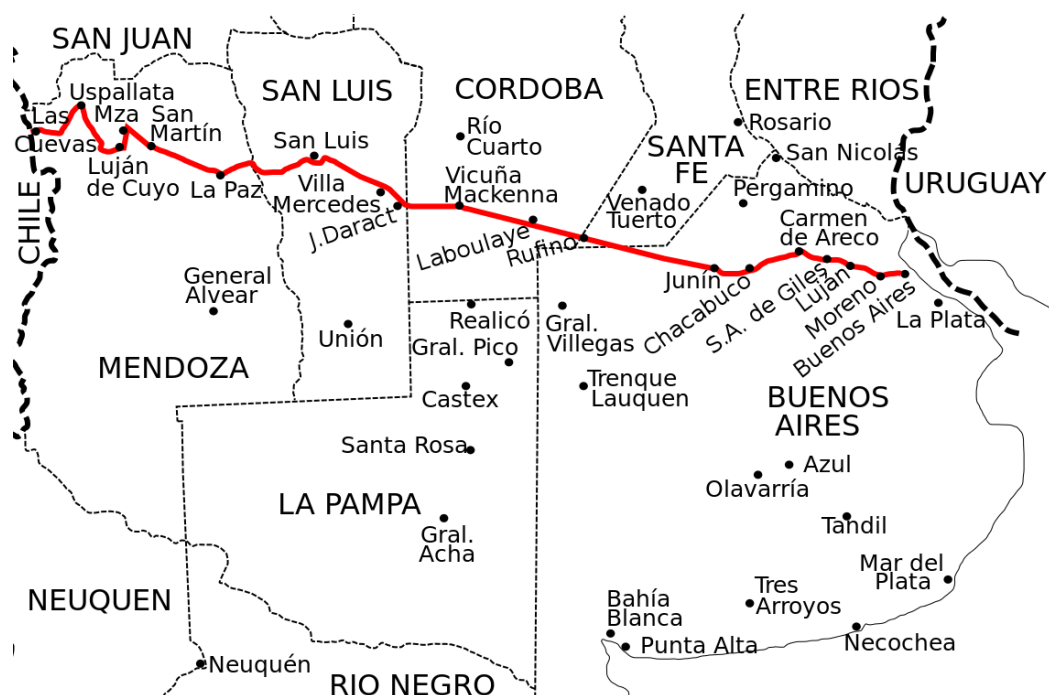 SAN JUAN
SAN LUIS
CORDOBA
ENTRE RIOS
Uspallata
Las
Cuevas
Mza
San
Martín
Luján
de Cuyo
La Paz
San Luis
Villa
Mercedes
J.Daract
Río
Cuarto
Vicuña
Mackenna
Laboulaye
Rufino
SANTA
FE
Venado
Tuerto
Rosario
San Nicolás
Pergamino
URUGUAY
Carmen
de Areco
Junín
Chacabuco
S.A. de Giles
Luján
Moreno
Buenos Aires
La Plata
CHILE
General
Alvear
MENDOZA
Unión
Realicó
Gral. Pico
Castex
Gral.
Villegas
Trenque
Lauquen
BUENOS
AIRES
Santa Rosa
LA PAMPA
Gral.
Acha
Azul
Olavarría
Tandil
Mar del
Plata
Tres
Arroyos
Necochea
Bahía
Blanca
Punta Alta
NEUQUEN
Neuquén
RIO NEGRO